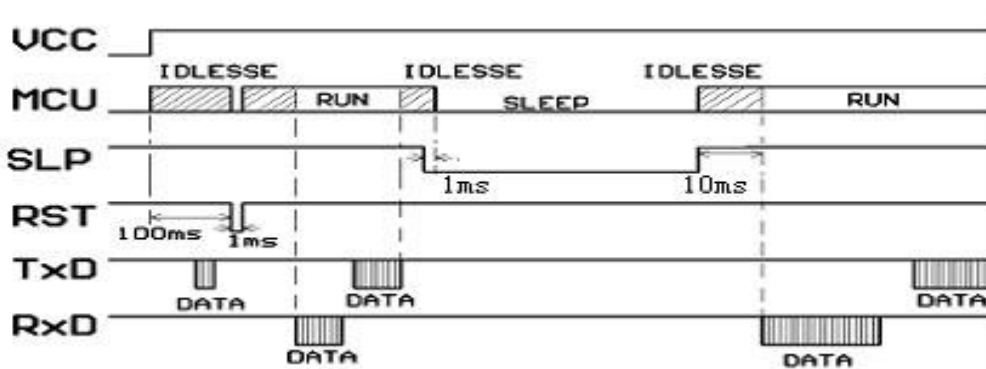 VCC
IDLESSE IDLESSE IDLESSE
MCU RUN SLEEP RUN
SLP
1ms 10ms
RST
100ms 1ms
TxD
DATA DATA DATA
RxD
DATA DATA